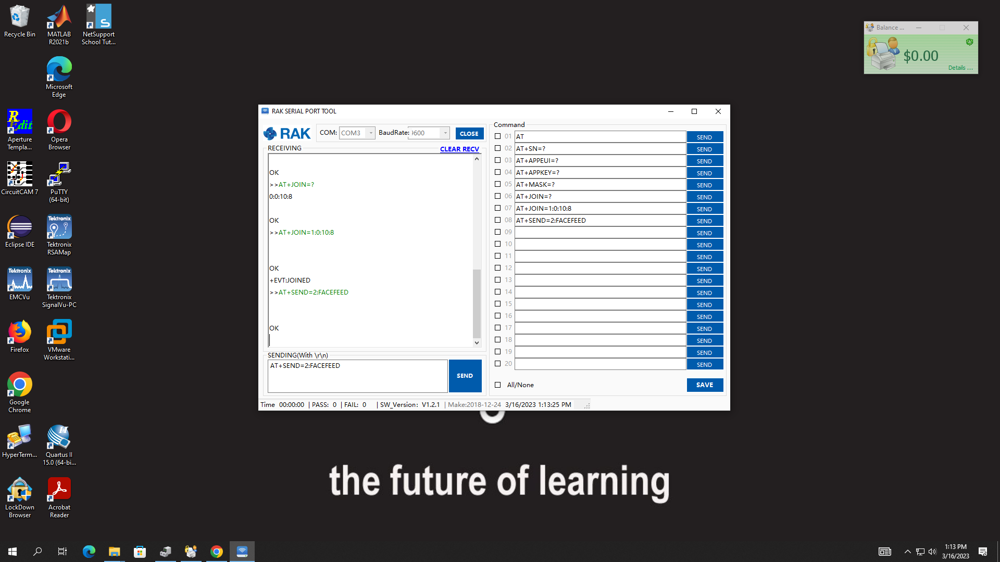 Recycle Bin
MATLAB
R2021b
NetSupport
School Tut...
Microsoft
Edge
Aperture
Templa...
Opera
Browser
CircuitCAM 7
PuTTY
(64-bit)
Eclipse IDE
Tektronix
Tektronix
RSAMap
Tektronix
EMCVu
Tektronix
Tektronix
SignalVu-PC
Firefox
VMware
Workstati...
Google
Chrome
HyperTerm...
Quartus II
15.0 (64-bi...
LockDown
Browser
Acrobat
Reader
Balance ...
$0.00
Details ...
RAK SERIAL PORT TOOL
RAK
COM: COM3 BaudRate: 9600 CLOSE
RECEIVING CLEAR RECV
OK
>>AT+JOIN=?
0:0:10:8
OK
>>AT+JOIN=1:0:10:8
OK
+EVT:JOINED
>>AT+SEND=2:FACEFEED
OK
SENDING(With \r\n)
AT+SEND=2:FACEFEED
SEND
Command
01 AT SEND
02 AT+SN=? SEND
03 AT+APPEUI=? SEND
04 AT+APPKEY=? SEND
05 AT+MASK=? SEND
06 AT+JOIN=? SEND
07 AT+JOIN=1:0:10:8 SEND
08 AT+SEND=2:FACEFEED SEND
09 SEND
10 SEND
11 SEND
12 SEND
13 SEND
14 SEND
15 SEND
16 SEND
17 SEND
18 SEND
19 SEND
20 SEND
All/None SAVE
Time 00:00:00 | PASS: 0 | FAIL: 0 | SW_Version: V1.2.1 | Make:2018-12-24 3/16/2023 1:13:25 PM
the future of learning
1:13 PM
3/16/2023